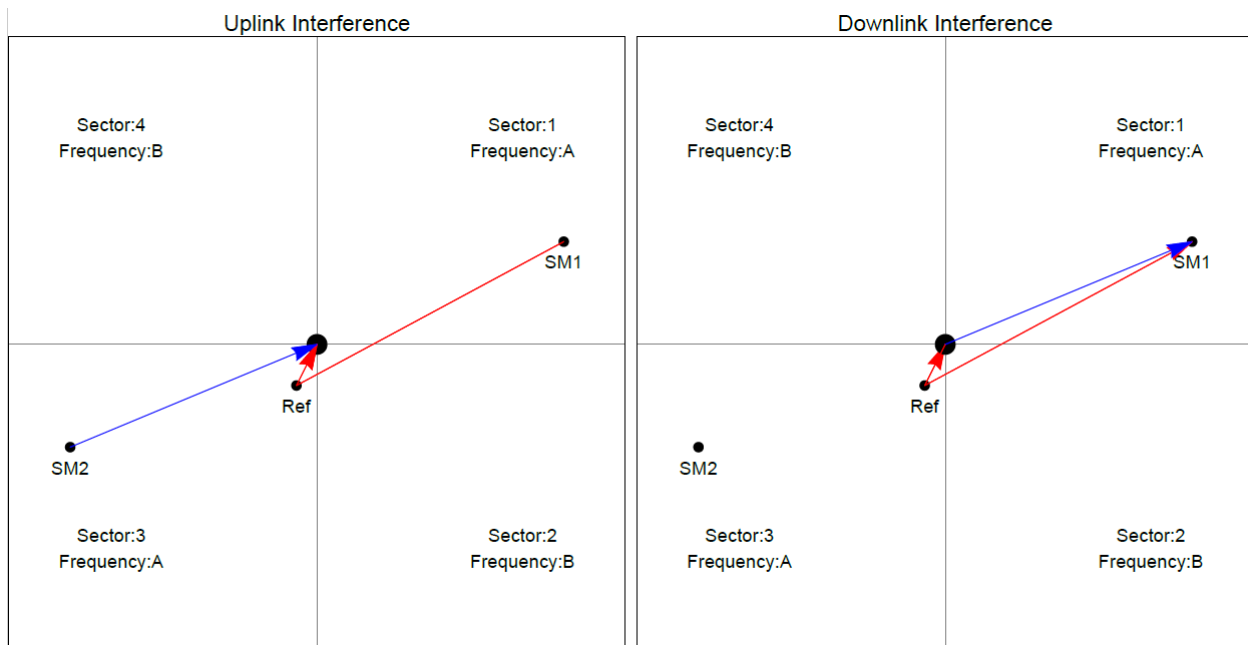 Uplink Interference
Sector:4
Frequency:B
Sector:1
Frequency:A
SM1
Ref
SM2
Sector:3
Frequency:A
Sector:2
Frequency:B
Downlink Interference
Sector:4
Frequency:B
Sector:1
Frequency:A
SM1
Ref
SM2
Sector:3
Frequency:A
Sector:2
Frequency:B